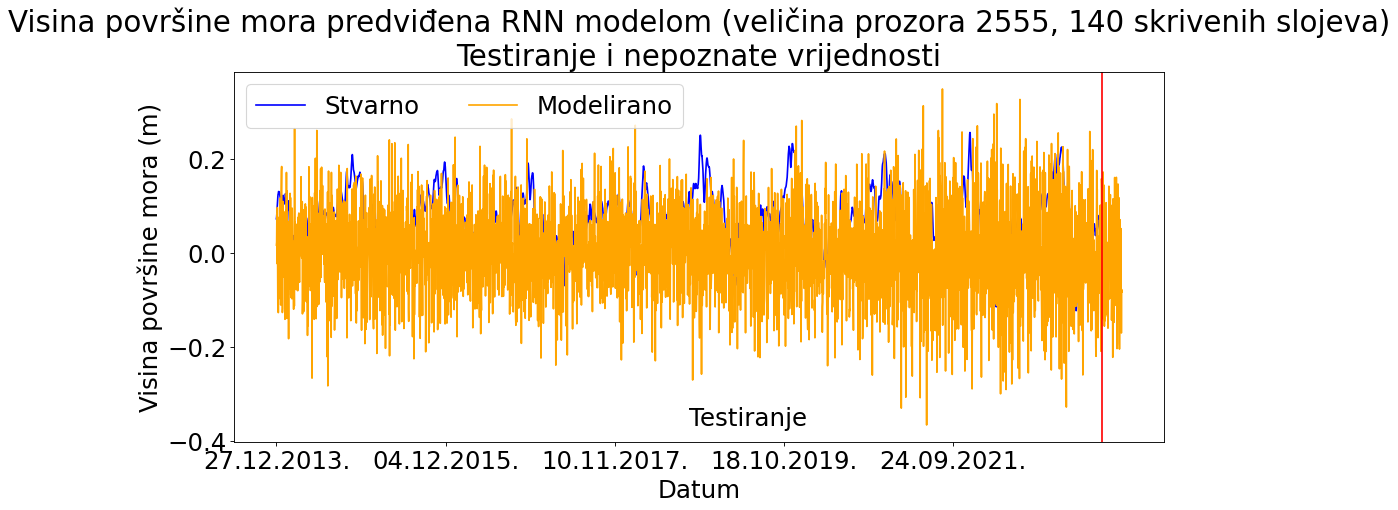 Visina površine mora predviđena RNN modelom (veličina prozora 2555, 140 skrivenih slojeva)
Testiranje i nepoznate vrijednosti
Stvarno
Modelirano
Visina površine mora (m)
0.2
0.0
−0.2
−0.4
Testiranje
27.12.2013.
04.12.2015.
10.11.2017.
18.10.2019.
24.09.2021.
Datum